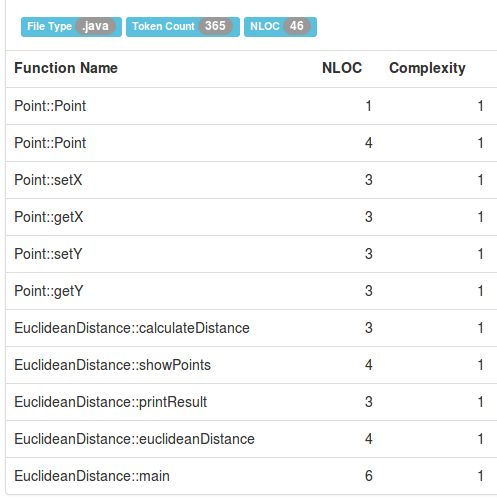 File Type .java Token Count 365 NLOC 46
Function Name NLOC Complexity
Point::Point 1 1
Point::Point 4 1
Point::setX 3 1
Point::getX 3 1
Point::setY 3 1
Point::getY 3 1
EuclideanDistance::calculateDistance 3 1
EuclideanDistance::showPoints 4 1
EuclideanDistance::printResult 3 1
EuclideanDistance::euclideanDistance 4 1
EuclideanDistance::main 6 1